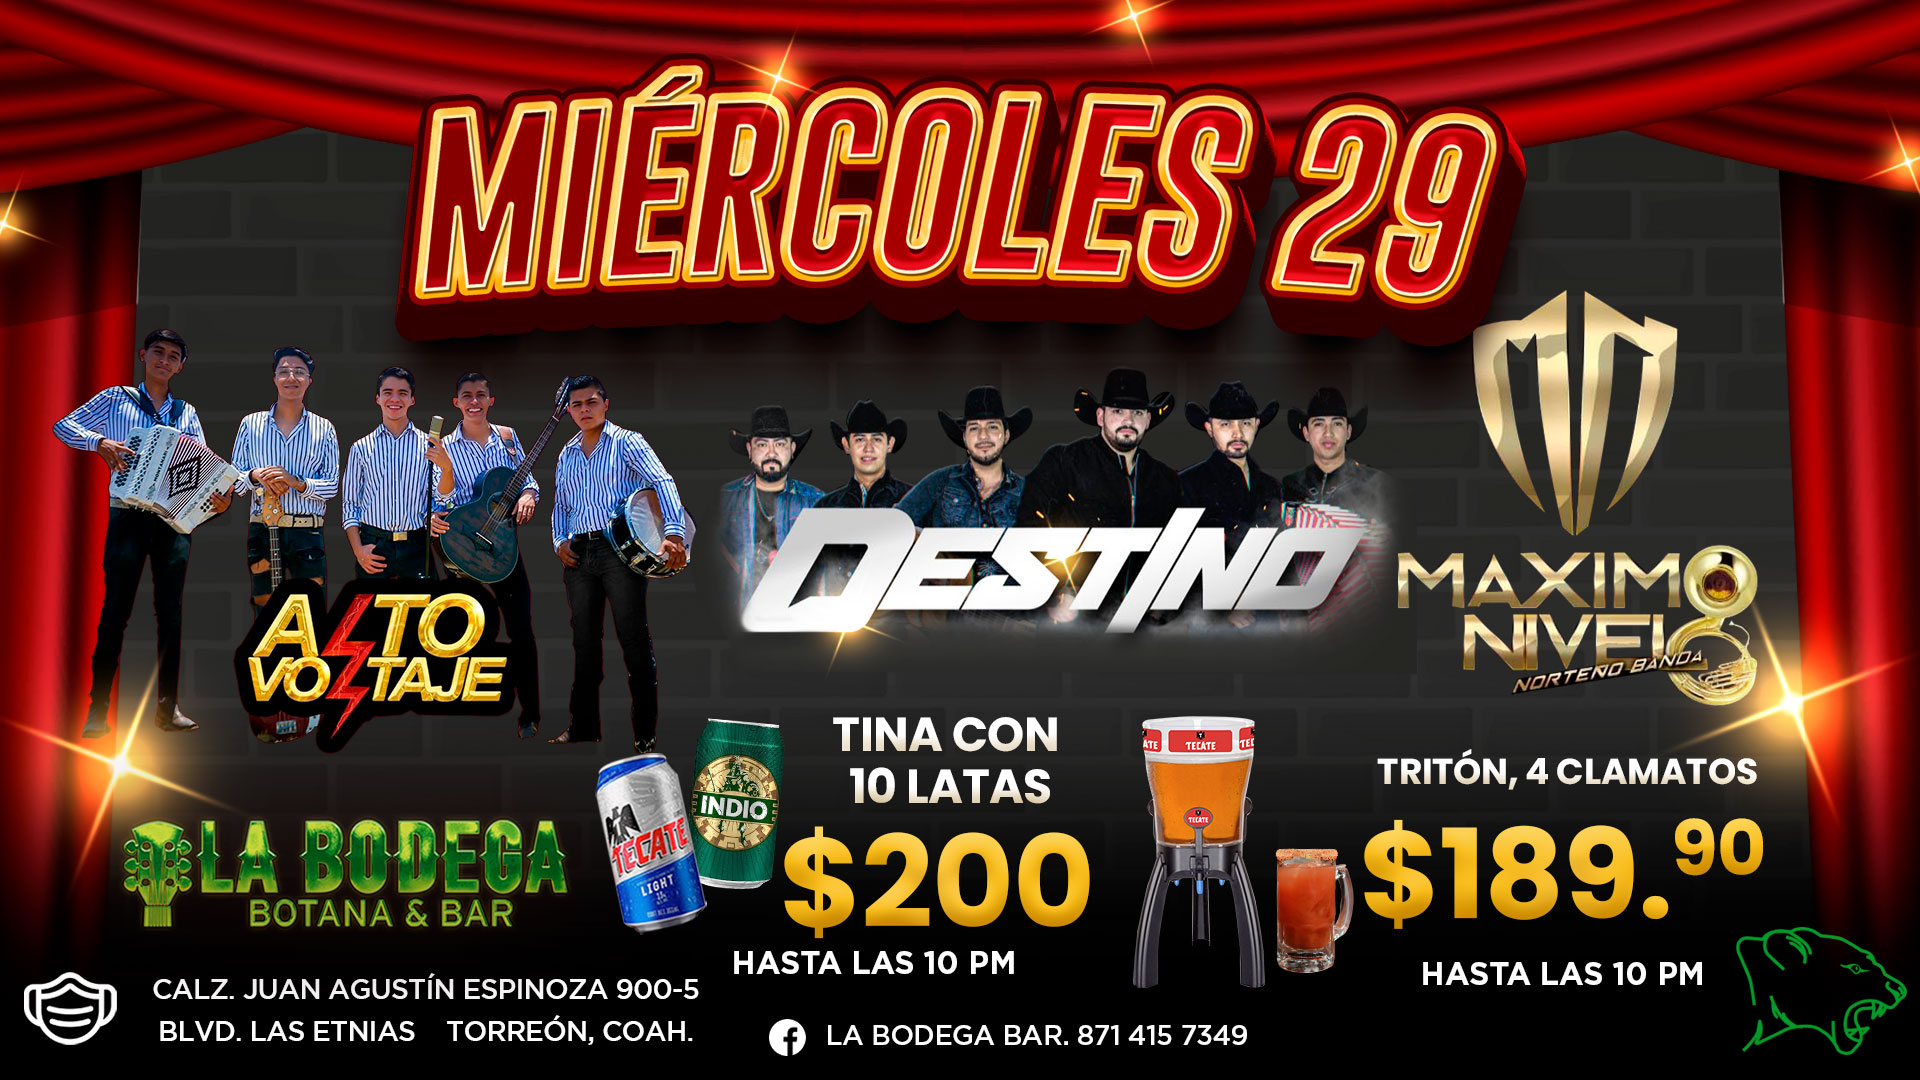 MIÉRCOLES 29
ALTO
VOLTAJE
DESTINO
MN
MAXIMO
NIVEL
NORTEÑO BANDA
TINA CON
10 LATAS
$200
HASTA LAS 10 PM
TECATE
LIGHT
INDIO
TECATE
TECATE
TRITÓN, 4 CLAMATOS
$189.90
HASTA LAS 10 PM
LA BODEGA
BOTANA & BAR
CALZ. JUAN AGUSTÍN ESPINOZA 900-5
BLVD. LAS ETNIAS TORREÓN, COAH.
LA BODEGA BAR. 871 415 7349